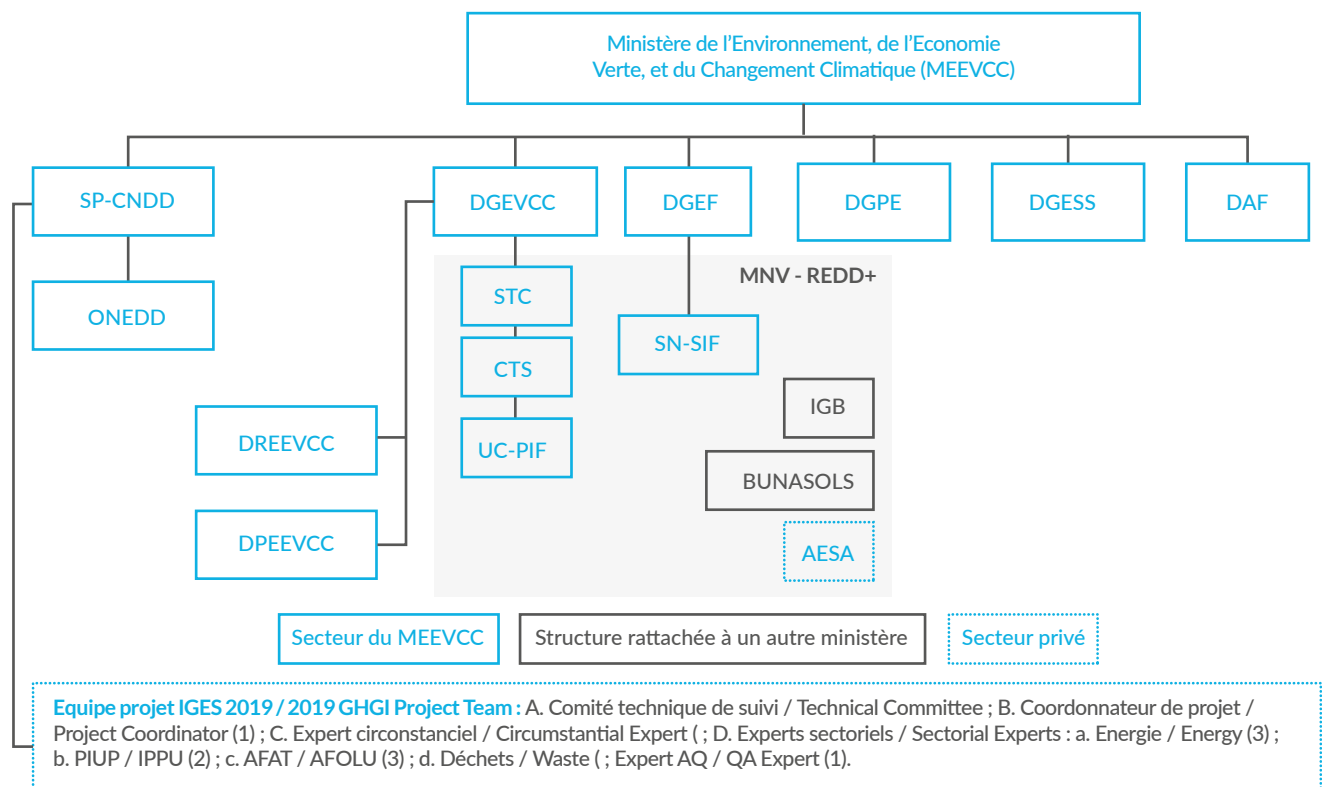 Ministère de l'Environnement, de l'Economie
Verte, et du Changement Climatique (MEEVCC)
SP-CNDD
DGEVCC
DGEF
DGPE
DGESS
DAF
MNV - REDD+
STC
ONEDD
SN-SIF
CTS
IGB
DREEVCC
UC-PIF
BUNASOLS
DPEEVCC
AESA
Secteur du MEEVCC
Structure rattachée à un autre ministère
Secteur privé
Equipe projet IGES 2019 / 2019 GHGI Project Team : A. Comité technique de suivi / Technical Committee ; B. Coordonnateur de projet /
Project Coordinator (1) ; C. Expert circonstanciel / Circumstantial Expert ( ; D. Experts sectoriels / Sectorial Experts : a. Energie / Energy (3) ;
b. PIUP / IPPU (2) ; c. AFAT / AFOLU (3) ; d. Déchets / Waste ( ; Expert AQ / QA Expert (1).